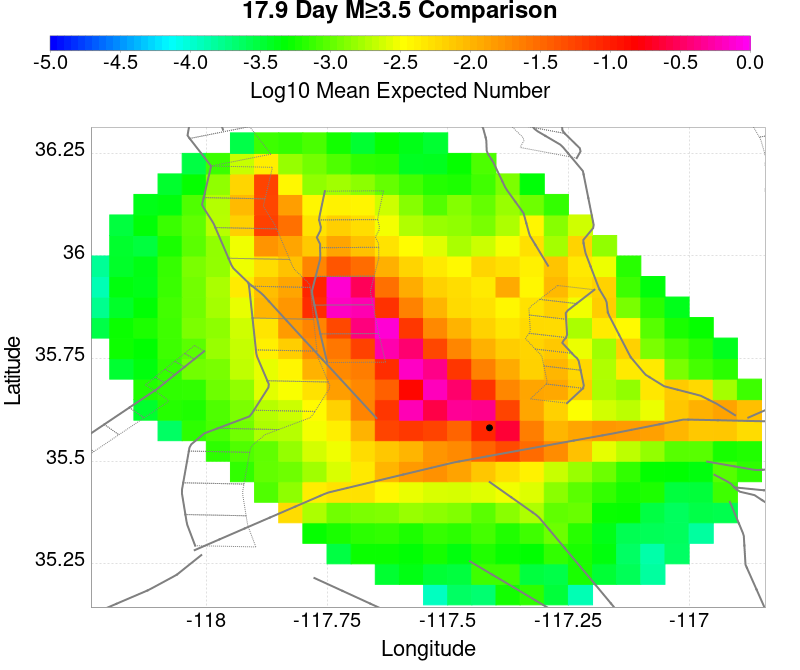 17.9 Day M≥3.5 Comparison
-5.0 -4.5 -4.0 -3.5 -3.0 -2.5 -2.0 -1.5 -1.0 -0.5 0.0
Log10 Mean Expected Number
36.25
36
35.75
35.5
35.25
Latitude
-118 -117.75 -117.5 -117.25 -117
Longitude